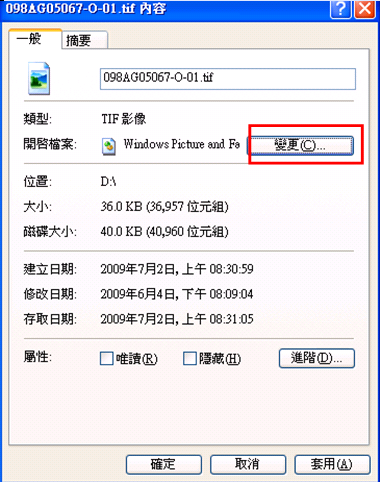 098AG05067-O-01.tif 內容
一般 摘要
098AG05067-O-01.tif
類型: TIF 影像
開啓檔案: Windows Picture and Fe 變更(C)...
位置: D:\
大小: 36.0 KB (36,957 位元組)
磁碟大小: 40.0 KB (40,960 位元組)
建立日期: 2009年7月2日, 上午 08:30:59
修改日期: 2009年6月4日, 下午 08:09:04
存取日期: 2009年7月2日, 上午 08:31:05
屬性: 唯讀(R) 隱藏(H) 進階(D)...
確定 取消 套用(A)